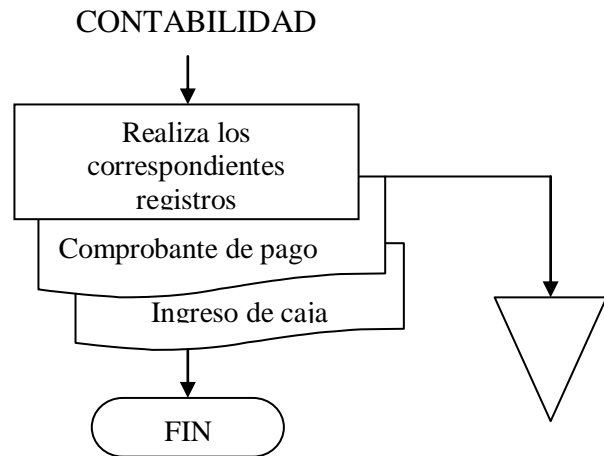 CONTABILIDAD
Realiza los
correspondientes
registros
Comprobante de pago
Ingreso de caja
FIN